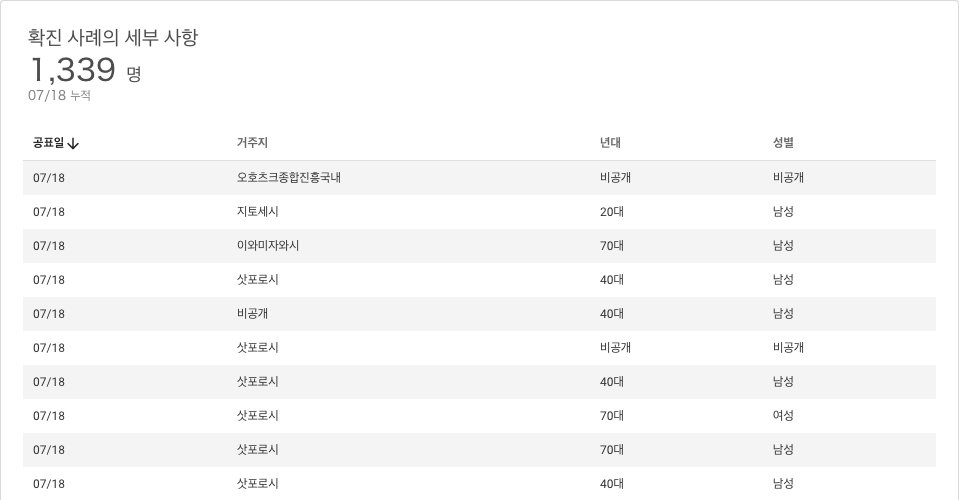 확진 사례의 세부 사항
1,339 명
07/18 누적
공표일↓ 거주지 년대 성별
07/18 오호츠크종합진흥국내 비공개 비공개
07/18 지토세시 20대 남성
07/18 이와미자와시 70대 남성
07/18 삿포로시 40대 남성
07/18 비공개 40대 남성
07/18 삿포로시 비공개 비공개
07/18 삿포로시 40대 남성
07/18 삿포로시 70대 여성
07/18 삿포로시 70대 남성
07/18 삿포로시 40대 남성